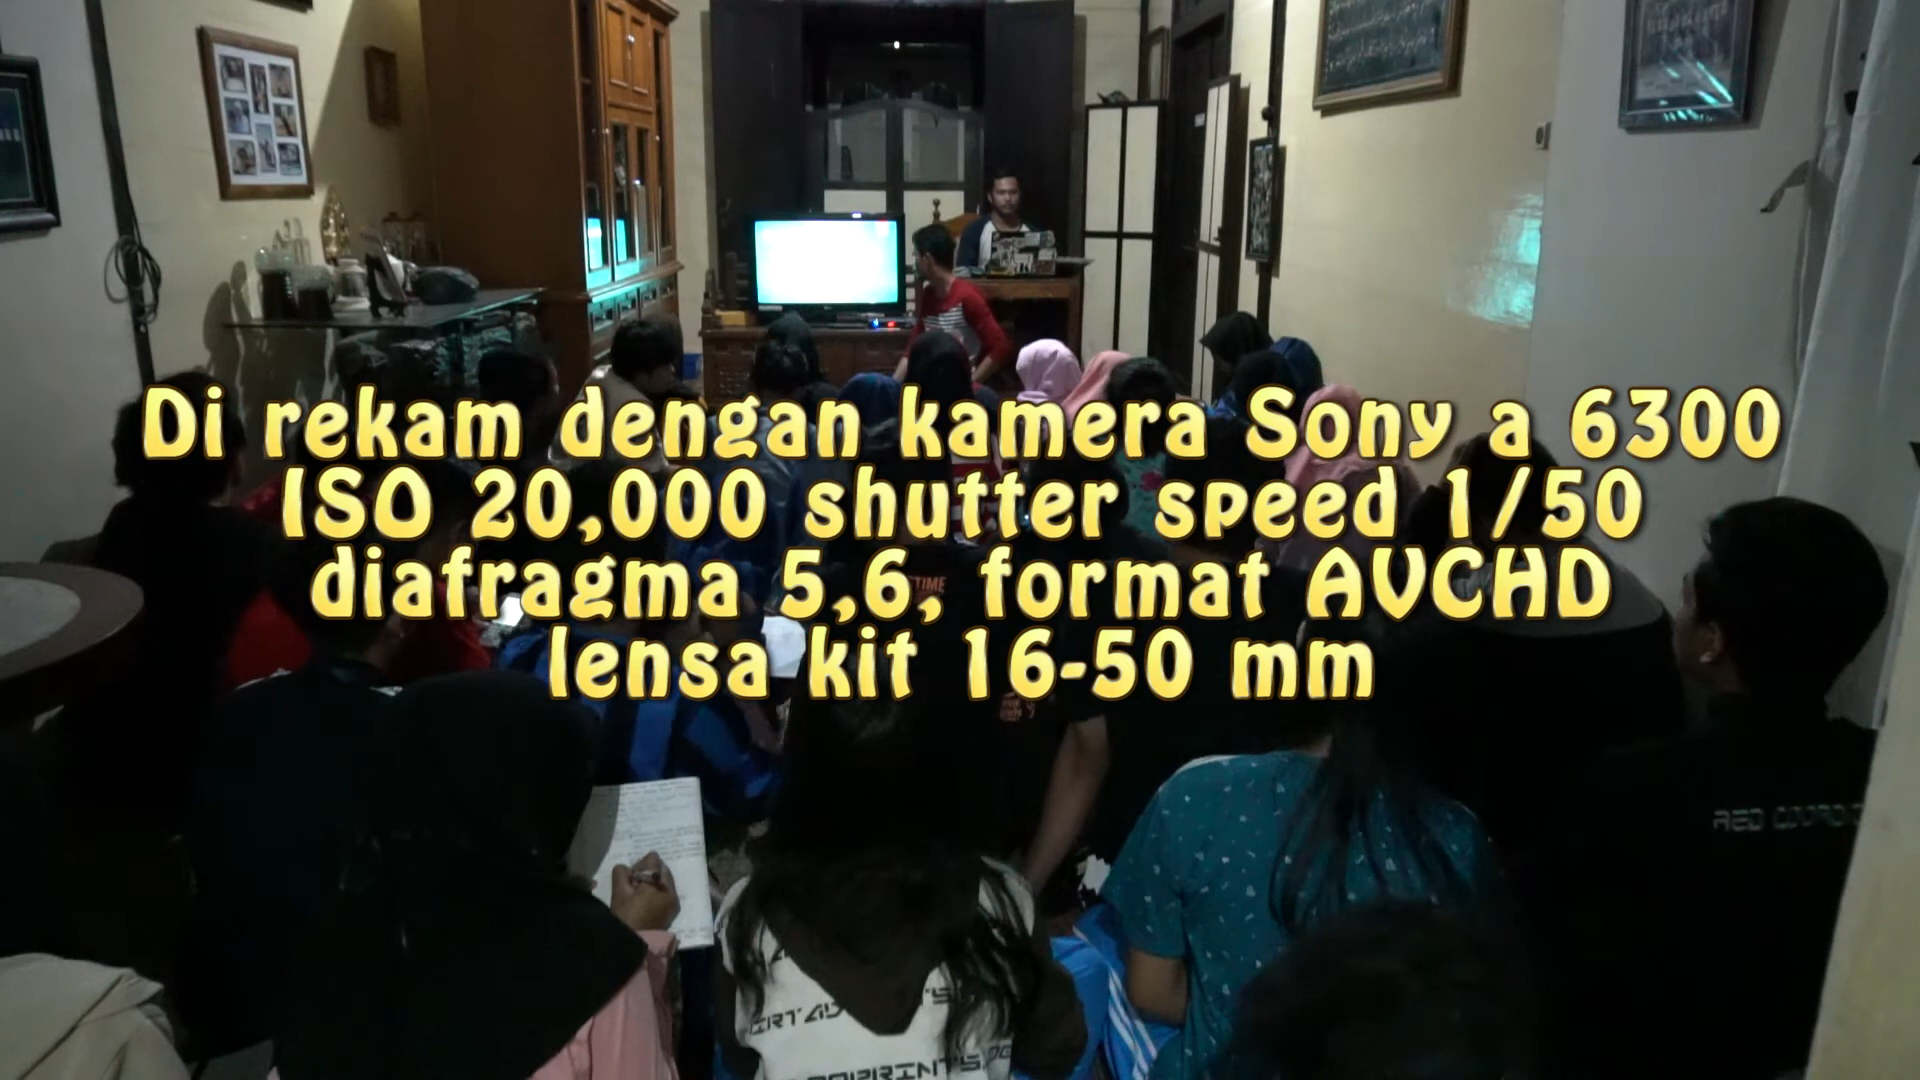 Di rekam dengan kamera Sony a 6300
ISO 20,000 shutter speed 1/50
diafragma 5,6, format AVCHD
lensa kit 16-50 mm
RED